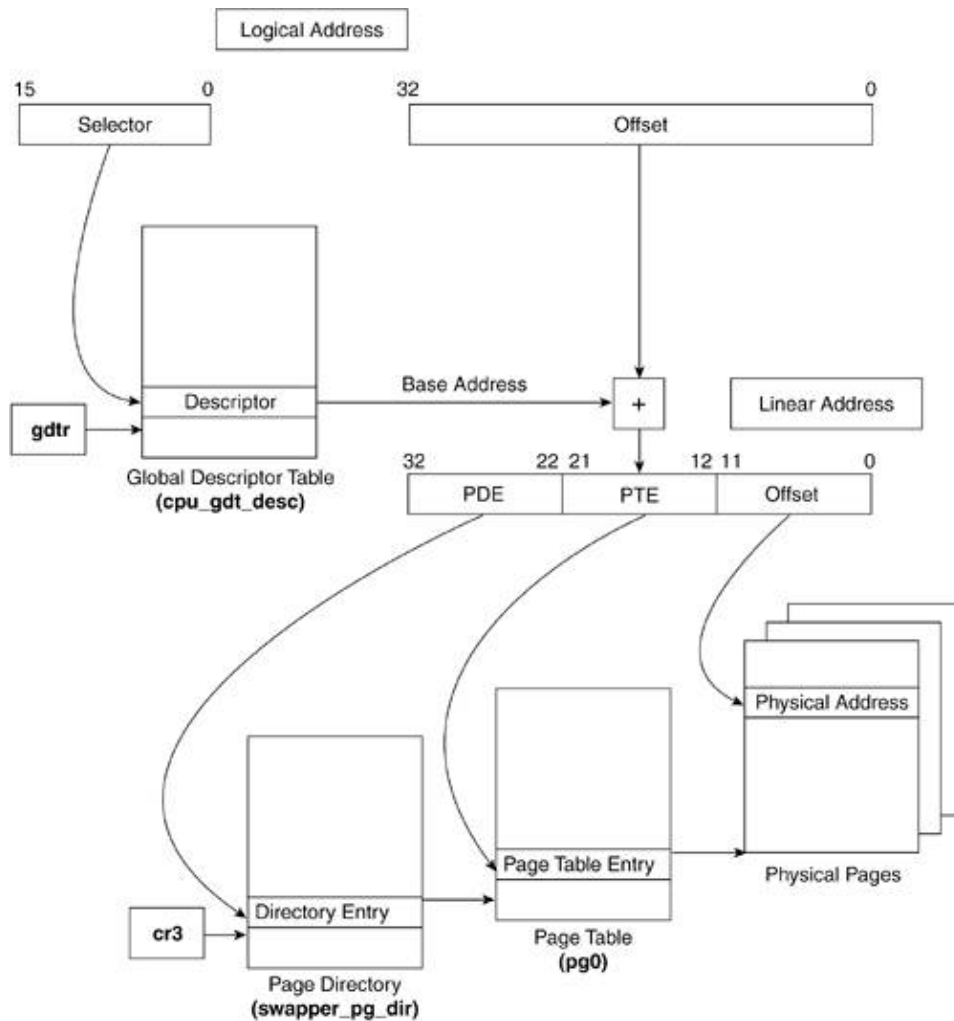 Logical Address
15 0 32 0
Selector Offset
Base Address
Descriptor + Linear Address
gdtr
Global Descriptor Table
(cpu_gdt_desc)
32 22 21 12 11 0
PDE PTE Offset
Physical Address
Page Table Entry
Physical Pages
Directory Entry
cr3
Page Table
(pg0)
Page Directory
(swapper_pg_dir)